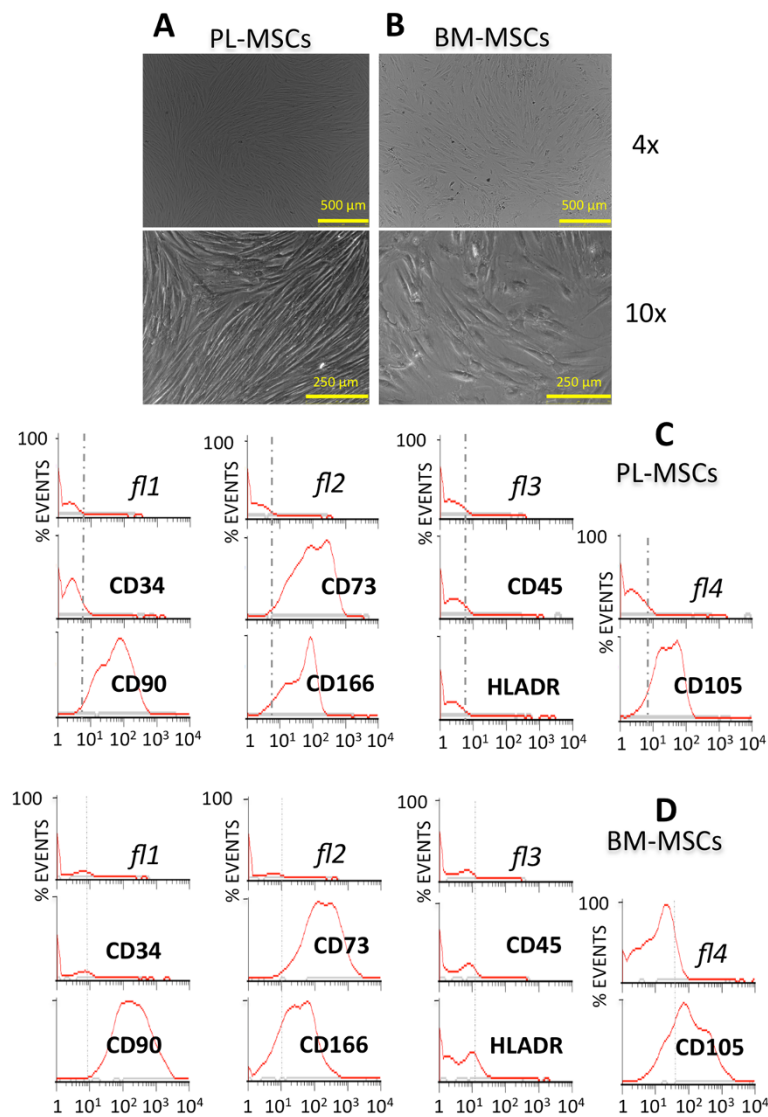 A
PL-MSCs
B
BM-MSCs
500 µm
500 µm
4x
250 µm
250 µm
10x
C
PL-MSCs
100
% EVENTS
fl1
CD34
CD90
1 10¹ 10² 10³ 10⁴
100
% EVENTS
fl2
CD73
CD166
1 10¹ 10² 10³ 10⁴
100
% EVENTS
fl3
CD45
HLADR
1 10¹ 10² 10³ 10⁴
100
% EVENTS
fl4
CD105
1 10¹ 10² 10³ 10⁴
D
BM-MSCs
100
% EVENTS
fl1
CD34
CD90
1 10¹ 10² 10³ 10⁴
100
% EVENTS
fl2
CD73
CD166
1 10¹ 10² 10³ 10⁴
100
% EVENTS
fl3
CD45
HLADR
1 10¹ 10² 10³ 10⁴
100
% EVENTS
fl4
CD105
1 10¹ 10² 10³ 10⁴